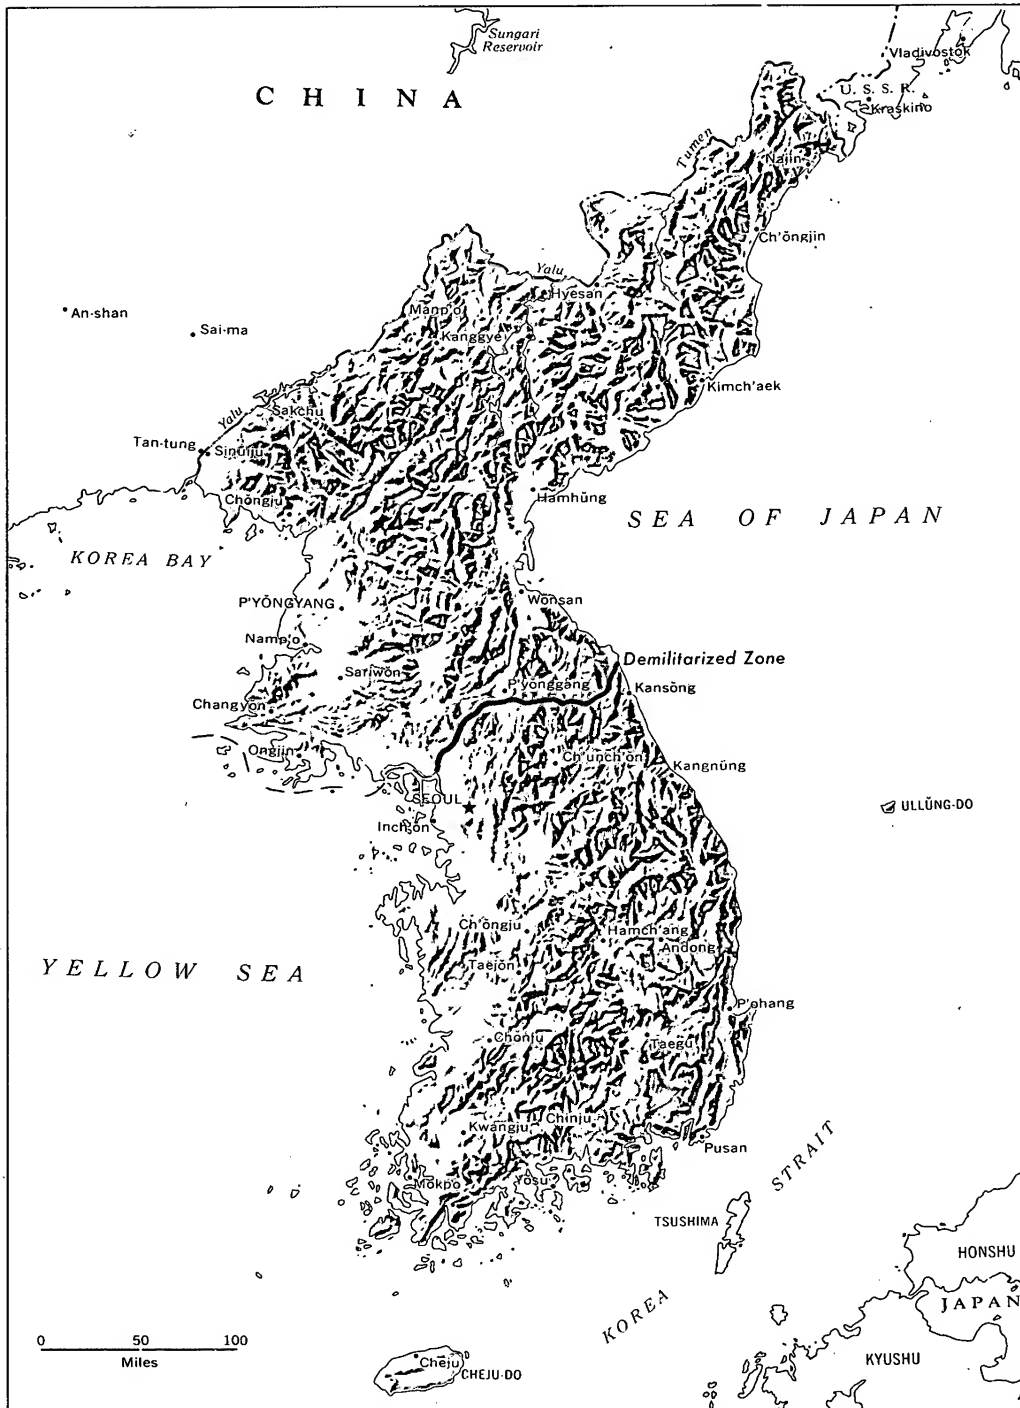 Sungari
Reservoir
Vladivostok
CHINA
U. S. S. R.
Kraskino
Tumen
Najin
Ch'ŏngjin
Yalu
Hyesan
An-shan
Manp'o
Sai-ma
Kanggye
Kimch'aek
Yalu
Sakchu
Tan-tung
Sinŭiju
Chŏngju
Hamhŭng
SEA OF JAPAN
KOREA BAY
P'YŎNGYANG
Wŏnsan
Namp'o
Demilitarized Zone
Sariwŏn
P'yŏnggang
Kansŏng
Changyŏn
Ongjin
Ch'unch'ŏn
Kangnŭng
SEOUL
ULLŬNG-DO
Inch'ŏn
Ch'ŏngju
Hamch'ang
Andong
YELLOW SEA
Taejŏn
P'ohang
Chŏnju
Taegu
Chinju
Kwangju
Pusan
STRAIT
Mokp'o
Yŏsu
TSUSHIMA
HONSHU
KOREA
JAPAN
0 50 100
Miles
Cheju
KYUSHU
CHEJU-DO